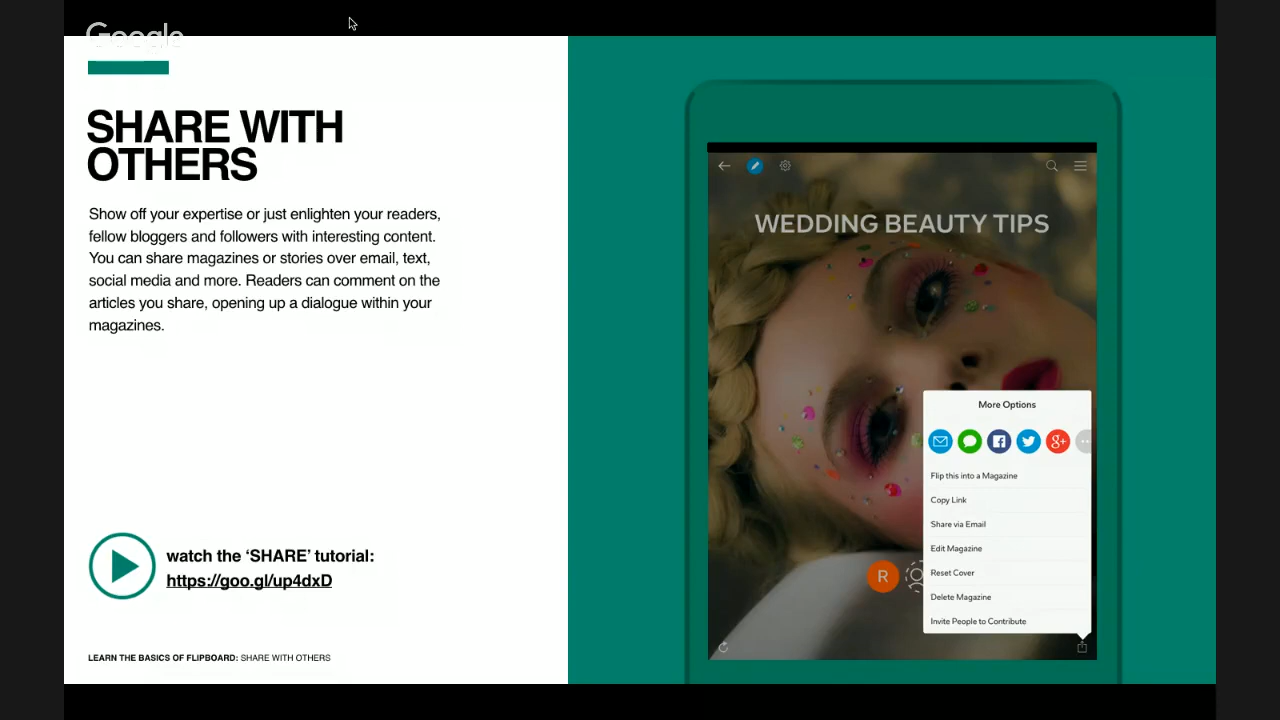 Google
SHARE WITH
OTHERS
Show off your expertise or just enlighten your readers,
fellow bloggers and followers with interesting content.
You can share magazines or stories over email, text,
social media and more. Readers can comment on the
articles you share, opening up a dialogue within your
magazines.
watch the ‘SHARE’ tutorial:
https://goo.gl/up4dxD
LEARN THE BASICS OF FLIPBOARD: SHARE WITH OTHERS
WEDDING BEAUTY TIPS
More Options
g+
Flip this into a Magazine
Copy Link
Share via Email
Edit Magazine
Reset Cover
Delete Magazine
Invite People to Contribute
R